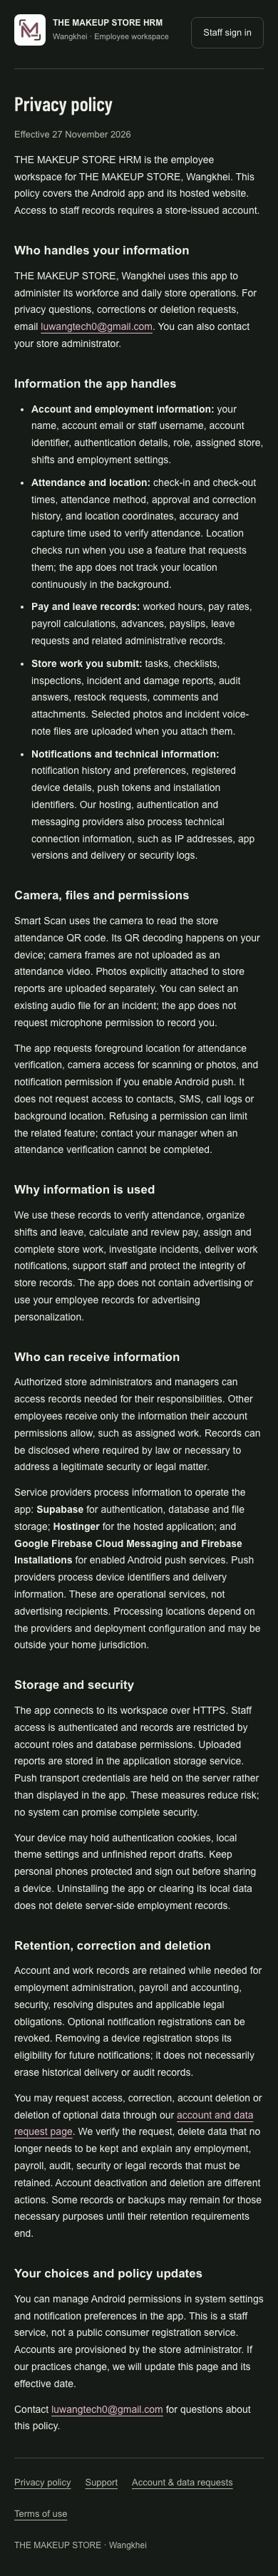 THE MAKEUP STORE HRM
Wangkhei · Employee workspace
Staff sign in
Privacy policy
Effective 27 November 2026
THE MAKEUP STORE HRM is the employee
workspace for THE MAKEUP STORE, Wangkhei. This
policy covers the Android app and its hosted website.
Access to staff records requires a store-issued account.
Who handles your information
THE MAKEUP STORE, Wangkhei uses this app to
administer its workforce and daily store operations. For
privacy questions, corrections or deletion requests,
email luwangtech0@gmail.com. You can also contact
your store administrator.
Information the app handles
• Account and employment information: your
name, account email or staff username, account
identifier, authentication details, role, assigned store,
shifts and employment settings.
• Attendance and location: check-in and check-out
times, attendance method, approval and correction
history, and location coordinates, accuracy and
capture time used to verify attendance. Location
checks run when you use a feature that requests
them; the app does not track your location
continuously in the background.
• Pay and leave records: worked hours, pay rates,
payroll calculations, advances, payslips, leave
requests and related administrative records.
• Store work you submit: tasks, checklists,
inspections, incident and damage reports, audit
answers, restock requests, comments and
attachments. Selected photos and incident voice-
note files are uploaded when you attach them.
• Notifications and technical information:
notification history and preferences, registered
device details, push tokens and installation
identifiers. Our hosting, authentication and
messaging providers also process technical
connection information, such as IP addresses, app
versions and delivery or security logs.
Camera, files and permissions
Smart Scan uses the camera to read the store
attendance QR code. Its QR decoding happens on your
device; camera frames are not uploaded as an
attendance video. Photos explicitly attached to store
reports are uploaded separately. You can select an
existing audio file for an incident; the app does not
request microphone permission to record you.
The app requests foreground location for attendance
verification, camera access for scanning or photos, and
notification permission if you enable Android push. It
does not request access to contacts, SMS, call logs or
background location. Refusing a permission can limit
the related feature; contact your manager when an
attendance verification cannot be completed.
Why information is used
We use these records to verify attendance, organize
shifts and leave, calculate and review pay, assign and
complete store work, investigate incidents, deliver work
notifications, support staff and protect the integrity of
store records. The app does not contain advertising or
use your employee records for advertising
personalization.
Who can receive information
Authorized store administrators and managers can
access records needed for their responsibilities. Other
employees receive only the information their account
permissions allow, such as assigned work. Records can
be disclosed where required by law or necessary to
address a legitimate security or legal matter.
Service providers process information to operate the
app: Supabase for authentication, database and file
storage; Hostinger for the hosted application; and
Google Firebase Cloud Messaging and Firebase
Installations for enabled Android push services. Push
providers process device identifiers and delivery
information. These are operational services, not
advertising recipients. Processing locations depend on
the providers and deployment configuration and may be
outside your home jurisdiction.
Storage and security
The app connects to its workspace over HTTPS. Staff
access is authenticated and records are restricted by
account roles and database permissions. Uploaded
reports are stored in the application storage service.
Push transport credentials are held on the server rather
than displayed in the app. These measures reduce risk;
no system can promise complete security.
Your device may hold authentication cookies, local
theme settings and unfinished report drafts. Keep
personal phones protected and sign out before sharing
a device. Uninstalling the app or clearing its local data
does not delete server-side employment records.
Retention, correction and deletion
Account and work records are retained while needed for
employment administration, payroll and accounting,
security, resolving disputes and applicable legal
obligations. Optional notification registrations can be
revoked. Removing a device registration stops its
eligibility for future notifications; it does not necessarily
erase historical delivery or audit records.
You may request access, correction, account deletion or
deletion of optional data through our account and data
request page. We verify the request, delete data that no
longer needs to be kept and explain any employment,
payroll, audit, security or legal records that must be
retained. Account deactivation and deletion are different
actions. Some records or backups may remain for those
necessary purposes until their retention requirements
end.
Your choices and policy updates
You can manage Android permissions in system settings
and notification preferences in the app. This is a staff
service, not a public consumer registration service.
Accounts are provisioned by the store administrator. If
our practices change, we will update this page and its
effective date.
Contact luwangtech0@gmail.com for questions about
this policy.
Privacy policy Support Account & data requests
Terms of use
THE MAKEUP STORE · Wangkhei